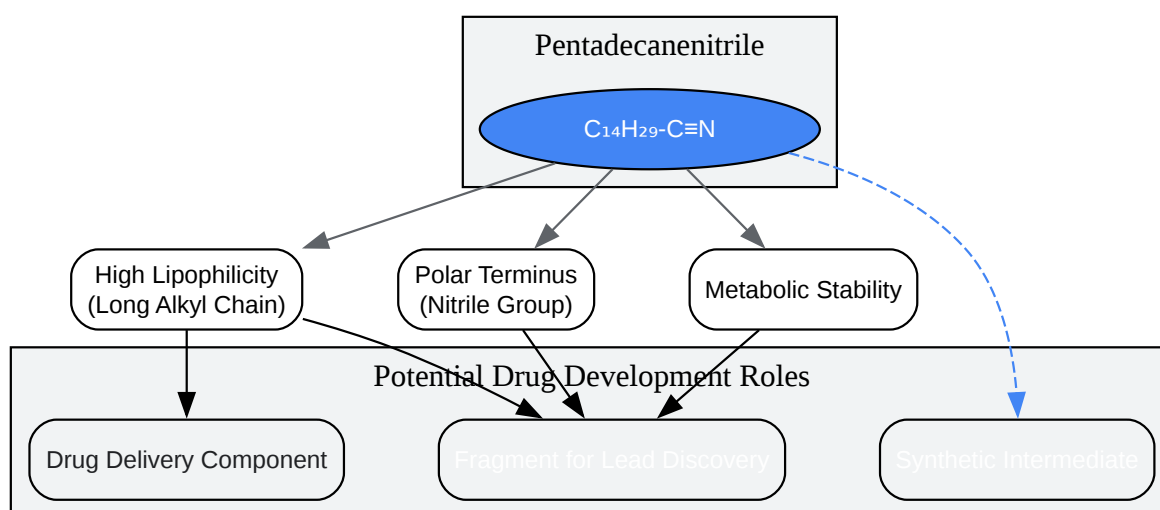 Pentadecanenitrile
C₁₄H₂₉-C≡N
High Lipophilicity
(Long Alkyl Chain)
Polar Terminus
(Nitrile Group)
Metabolic Stability
Potential Drug Development Roles
Drug Delivery Component
Fragment for Lead Discovery
Synthetic Intermediate